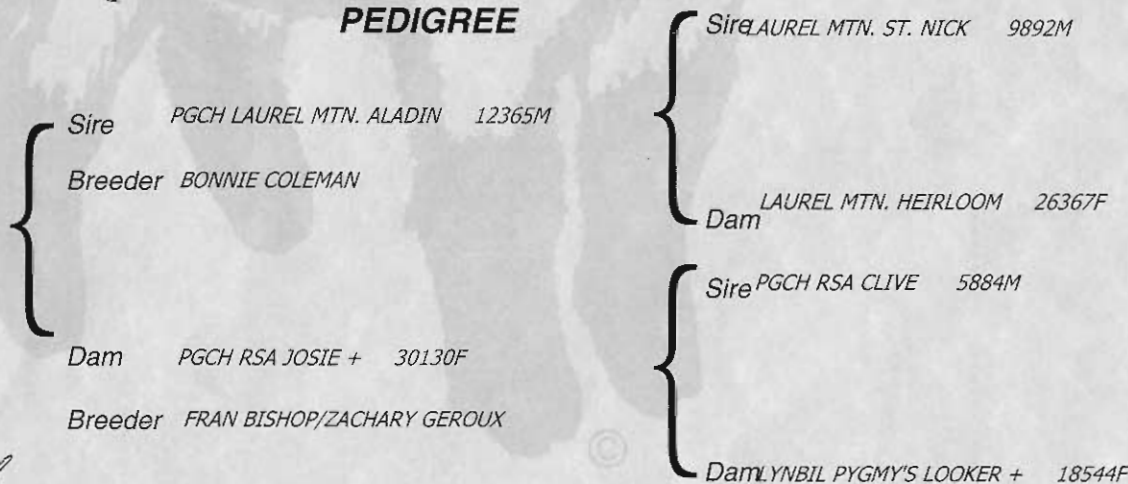 PEDIGREE
Sire PGCH LAUREL MTN. ALADIN 12365M
Breeder BONNIE COLEMAN
Dam PGCH RSA JOSIE + 30130F
Breeder FRAN BISHOP/ZACHARY GEROUX
Sire LAUREL MTN. ST. NICK 9892M
Dam LAUREL MTN. HEIRLOOM 26367F
Sire PGCH RSA CLIVE 5884M
Dam LYNBIL PYGMY'S LOOKER + 18544F
©